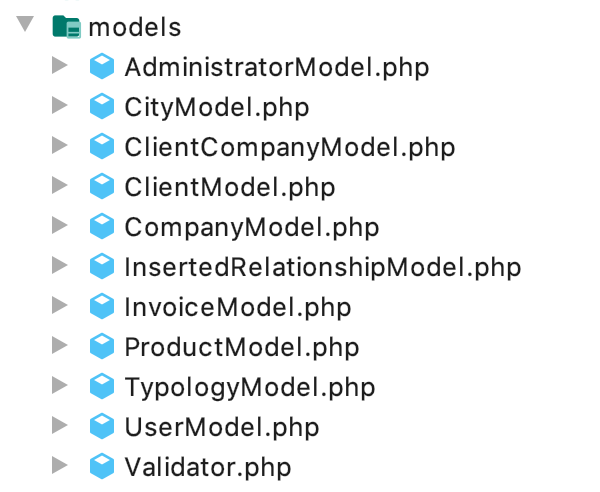 models
AdministratorModel.php
CityModel.php
ClientCompanyModel.php
ClientModel.php
CompanyModel.php
InsertedRelationshipModel.php
InvoiceModel.php
ProductModel.php
TypologyModel.php
UserModel.php
Validator.php